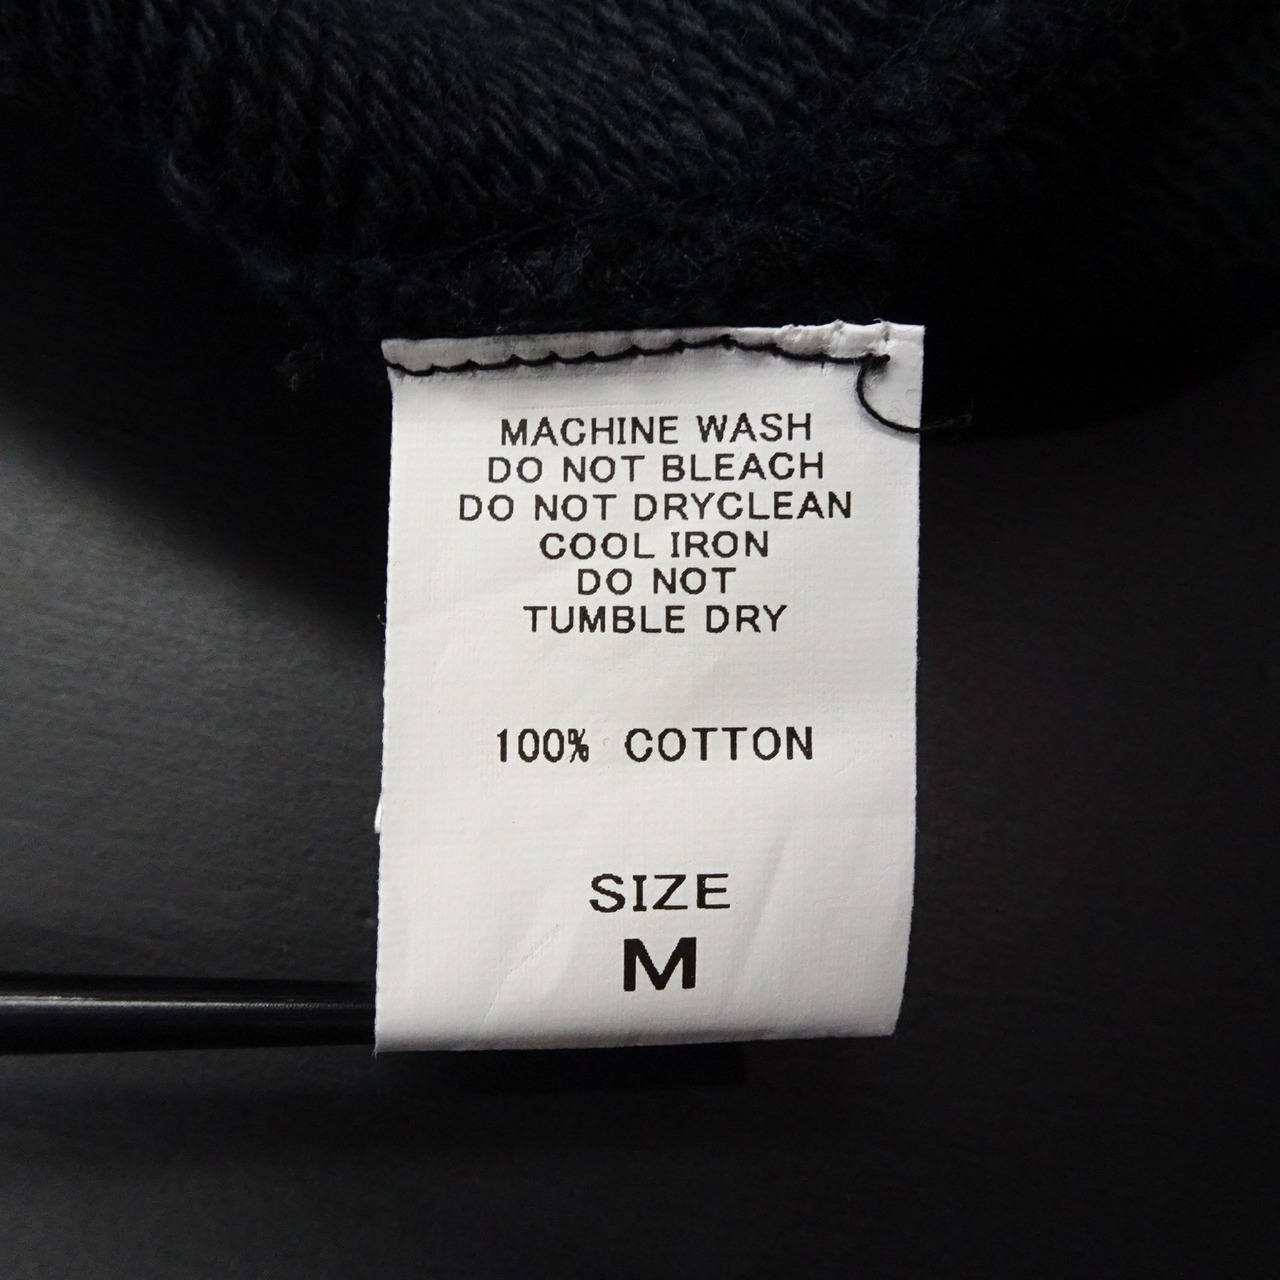 MACHINE WASH
DO NOT BLEACH
DO NOT DRYCLEAN
COOL IRON
DO NOT
TUMBLE DRY
100% COTTON
SIZE
M